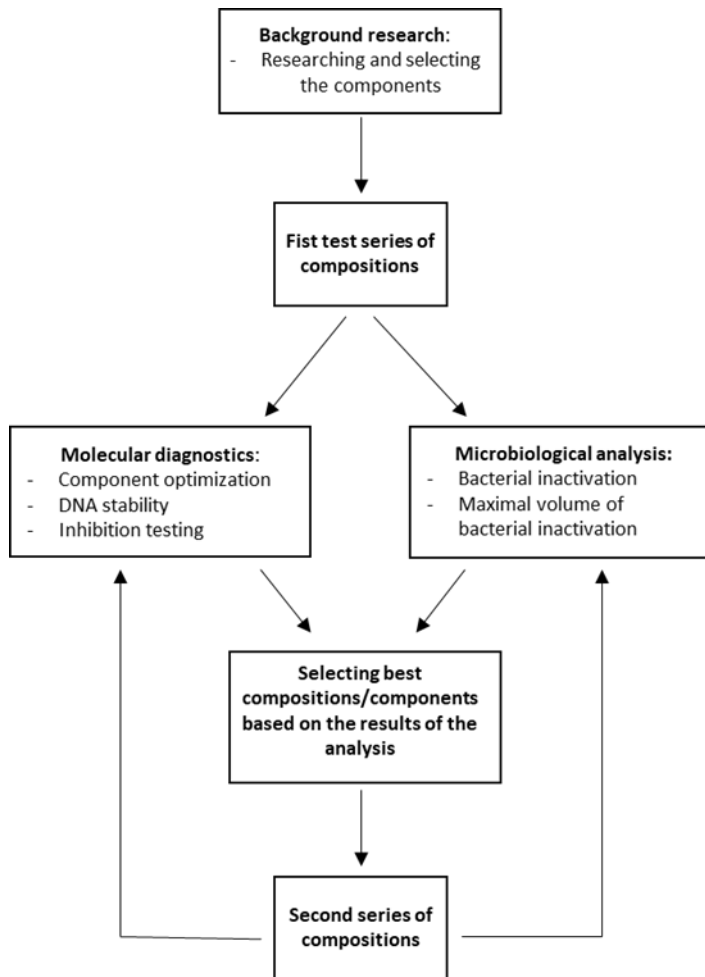 Background research:
- Researching and selecting
the components
Fist test series of
compositions
Molecular diagnostics:
- Component optimization
- DNA stability
- Inhibition testing
Microbiological analysis:
- Bacterial inactivation
- Maximal volume of
bacterial inactivation
Selecting best
compositions/components
based on the results of the
analysis
Second series of
compositions